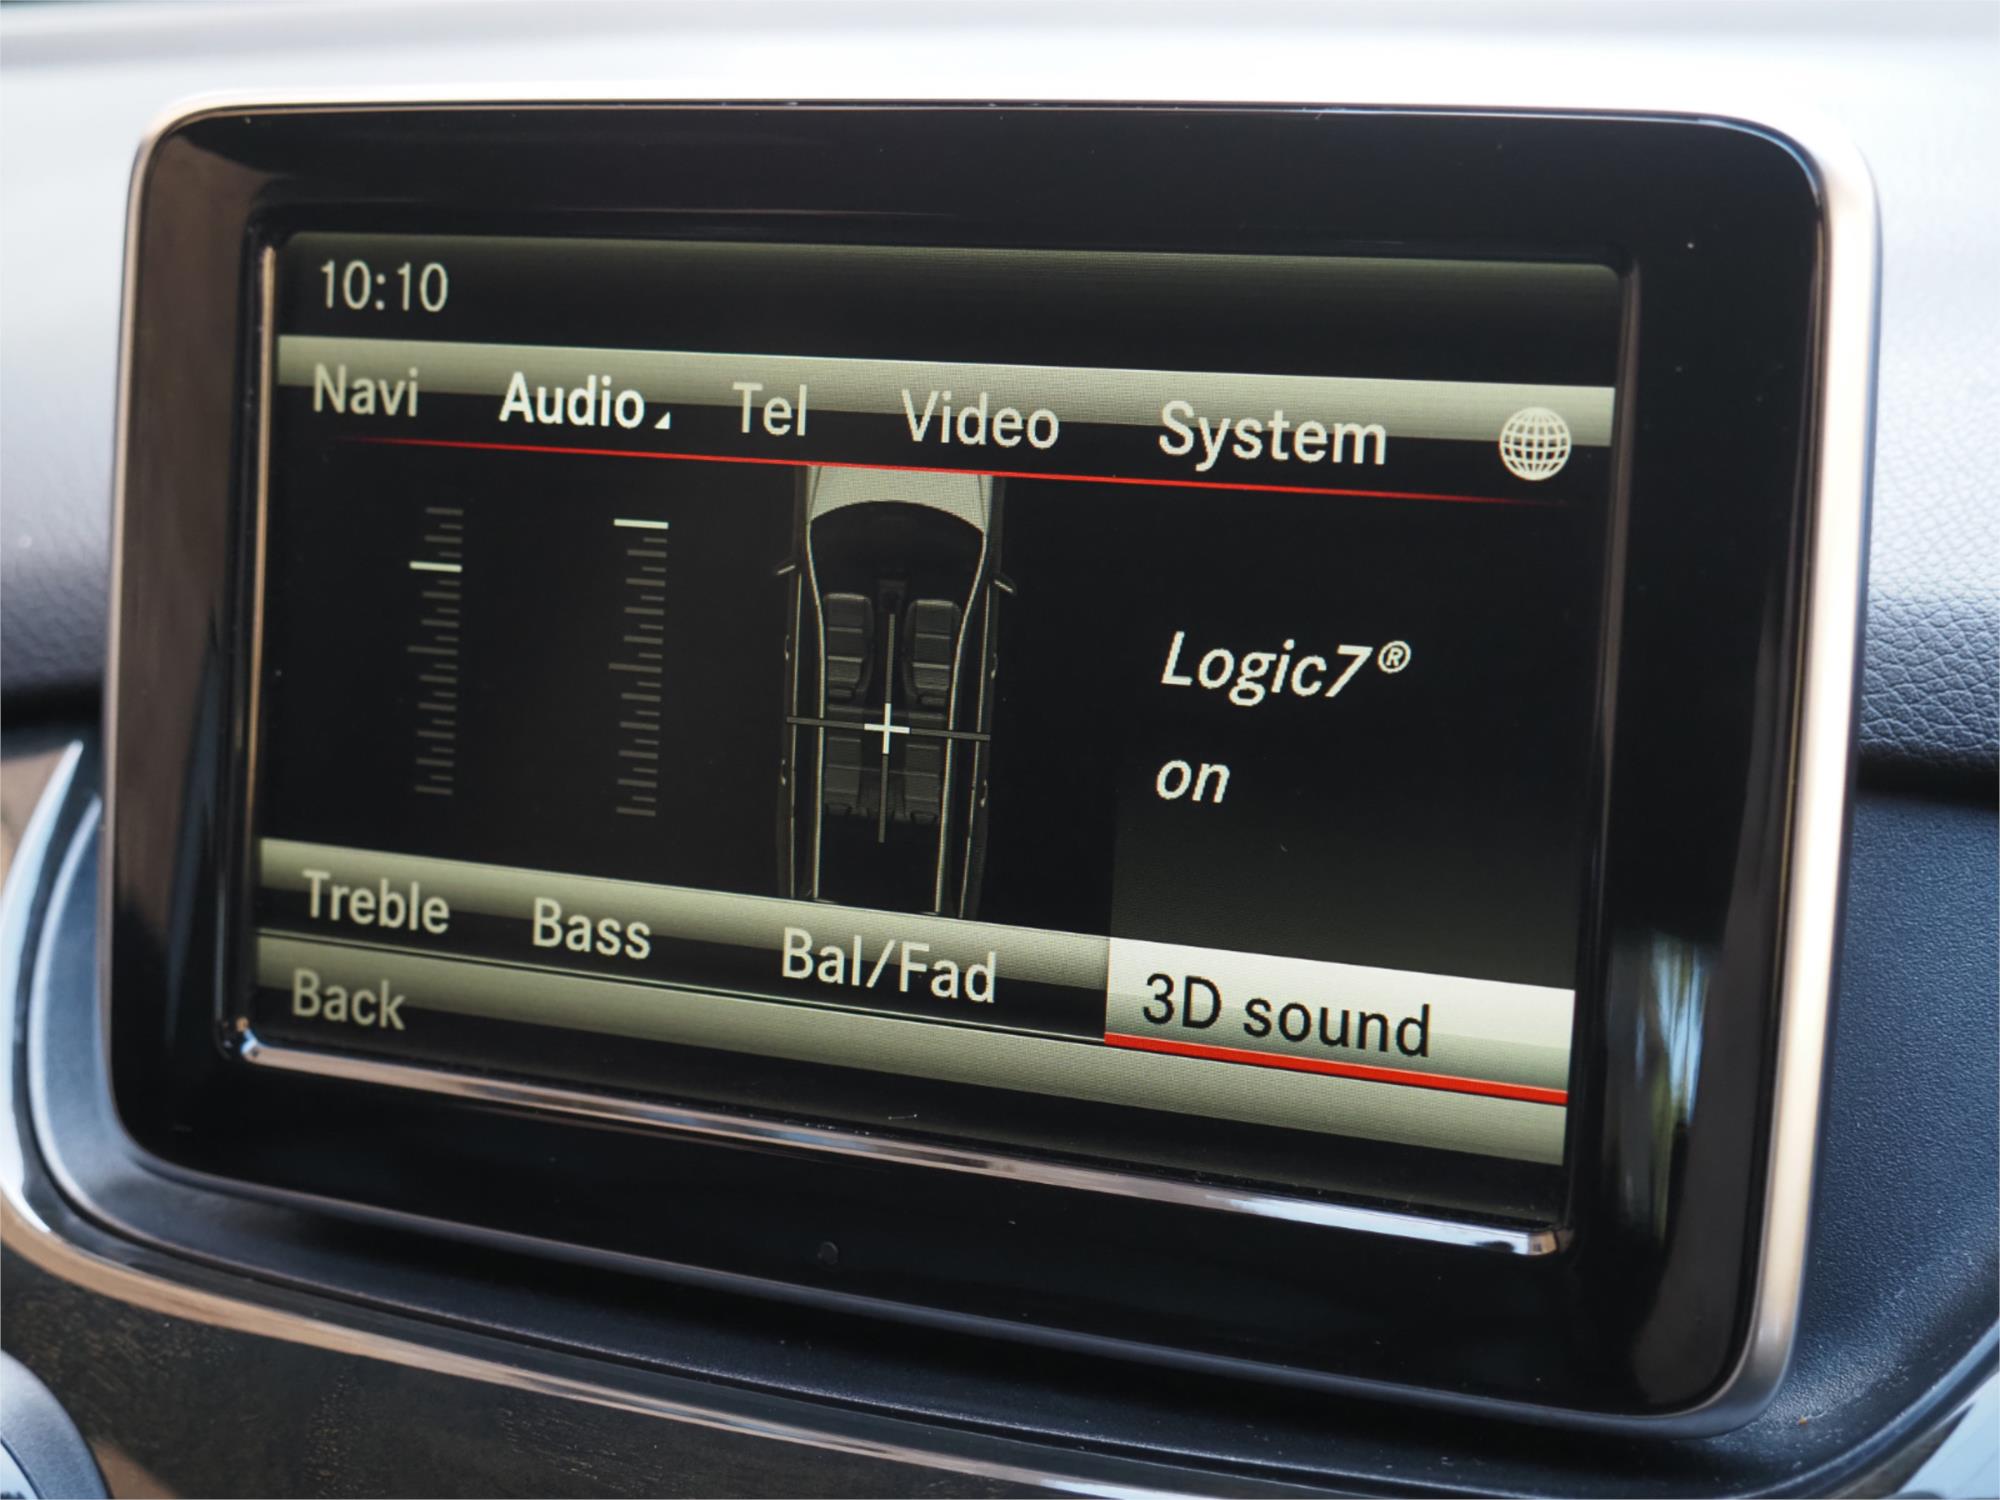 10:10
Navi Audio Tel Video System
Logic7®
on
Treble Bass Bal/Fad 3D sound
Back